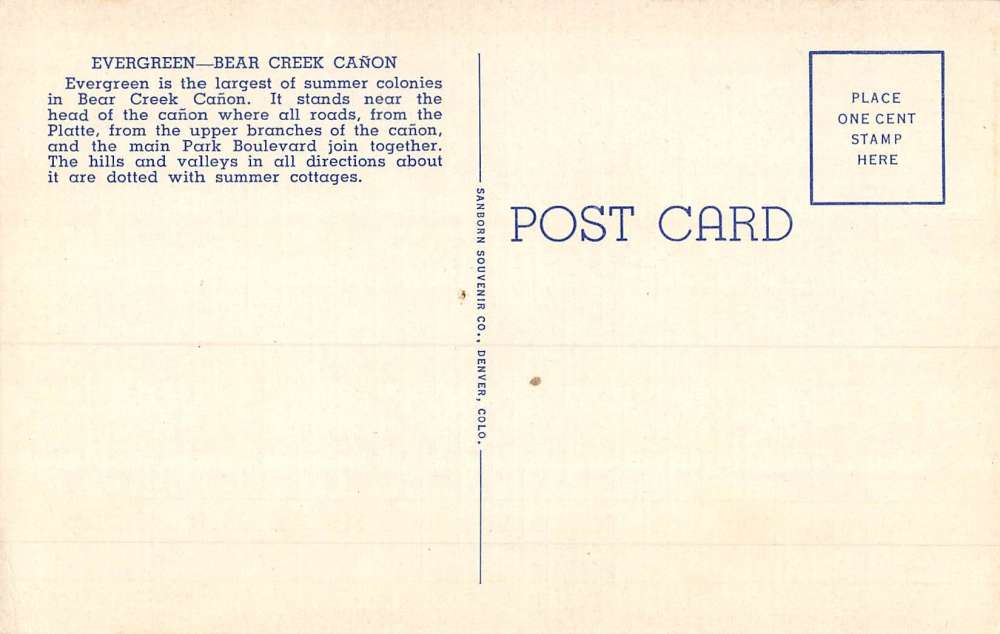 EVERGREEN—BEAR CREEK CAÑON
Evergreen is the largest of summer colonies
in Bear Creek Cañon. It stands near the
head of the cañon where all roads, from the
Platte, from the upper branches of the cañon,
and the main Park Boulevard join together.
The hills and valleys in all directions about
it are dotted with summer cottages.
SANBORN SOUVENIR CO., DENVER, COLO.
POST CARD
PLACE
ONE CENT
STAMP
HERE